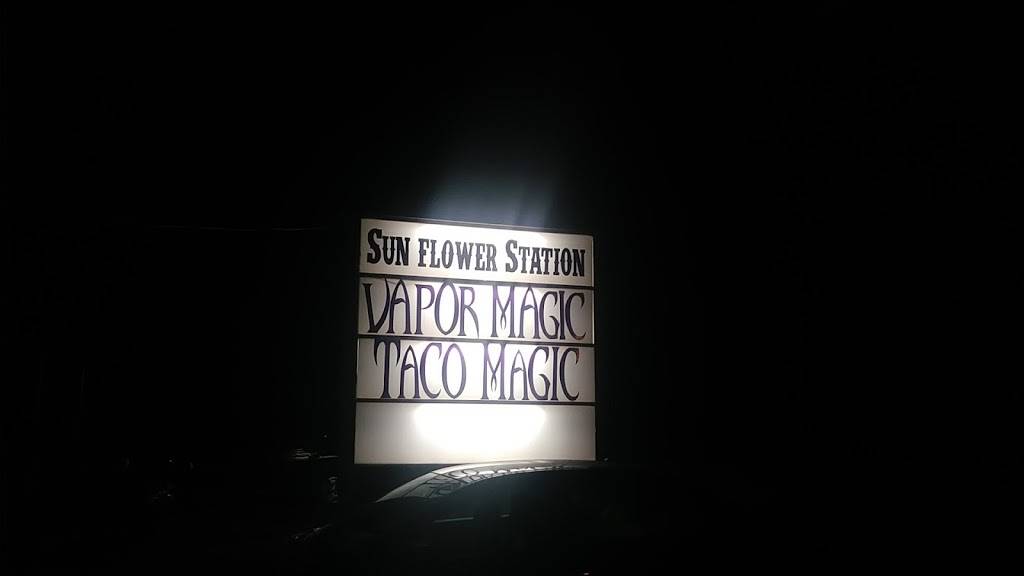 Sun flower Station
Vapor Magic
Taco Magic